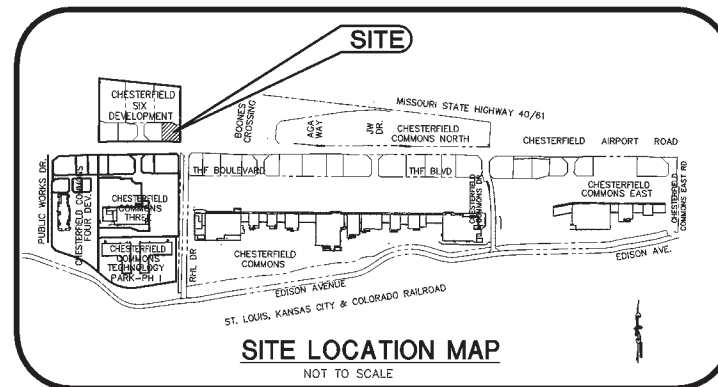 SITE
CHESTERFIELD
SIX
DEVELOPMENT
BOONES
CROSSING
MISSOURI STATE HIGHWAY 40/61
AGA
WAY
JW
DR.
CHESTERFIELD
COMMONS NORTH
CHESTERFIELD AIRPORT ROAD
PUBLIC WORKS DR.
CHESTERFIELD COMMONS
FOUR DEV.
CHESTERFIELD
COMMONS
THREE
THF BOULEVARD
THF BLVD
CHESTERFIELD
COMMONS DR.
CHESTERFIELD
COMMONS EAST
CHESTERFIELD
COMMONS EAST RD
CHESTERFIELD
COMMONS
TECHNOLOGY
PARK-PH I
RHL DR
CHESTERFIELD
COMMONS
EDISON AVENUE
EDISON AVE.
ST. LOUIS, KANSAS CITY & COLORADO RAILROAD
SITE LOCATION MAP
NOT TO SCALE